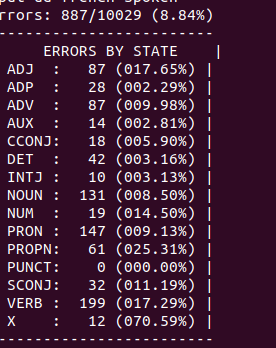 rrors: 887/10029 (8.84%)
------------------------
ERRORS BY STATE |
ADJ : 87 (017.65%) |
ADP : 28 (002.29%) |
ADV : 87 (009.98%) |
AUX : 14 (002.81%) |
CCONJ: 18 (005.90%) |
DET : 42 (003.16%) |
INTJ : 10 (003.13%) |
NOUN : 131 (008.50%) |
NUM : 19 (014.50%) |
PRON : 147 (009.13%) |
PROPN: 61 (025.31%) |
PUNCT: 0 (000.00%) |
SCONJ: 32 (011.19%) |
VERB : 199 (017.29%) |
X : 12 (070.59%) |
------------------------